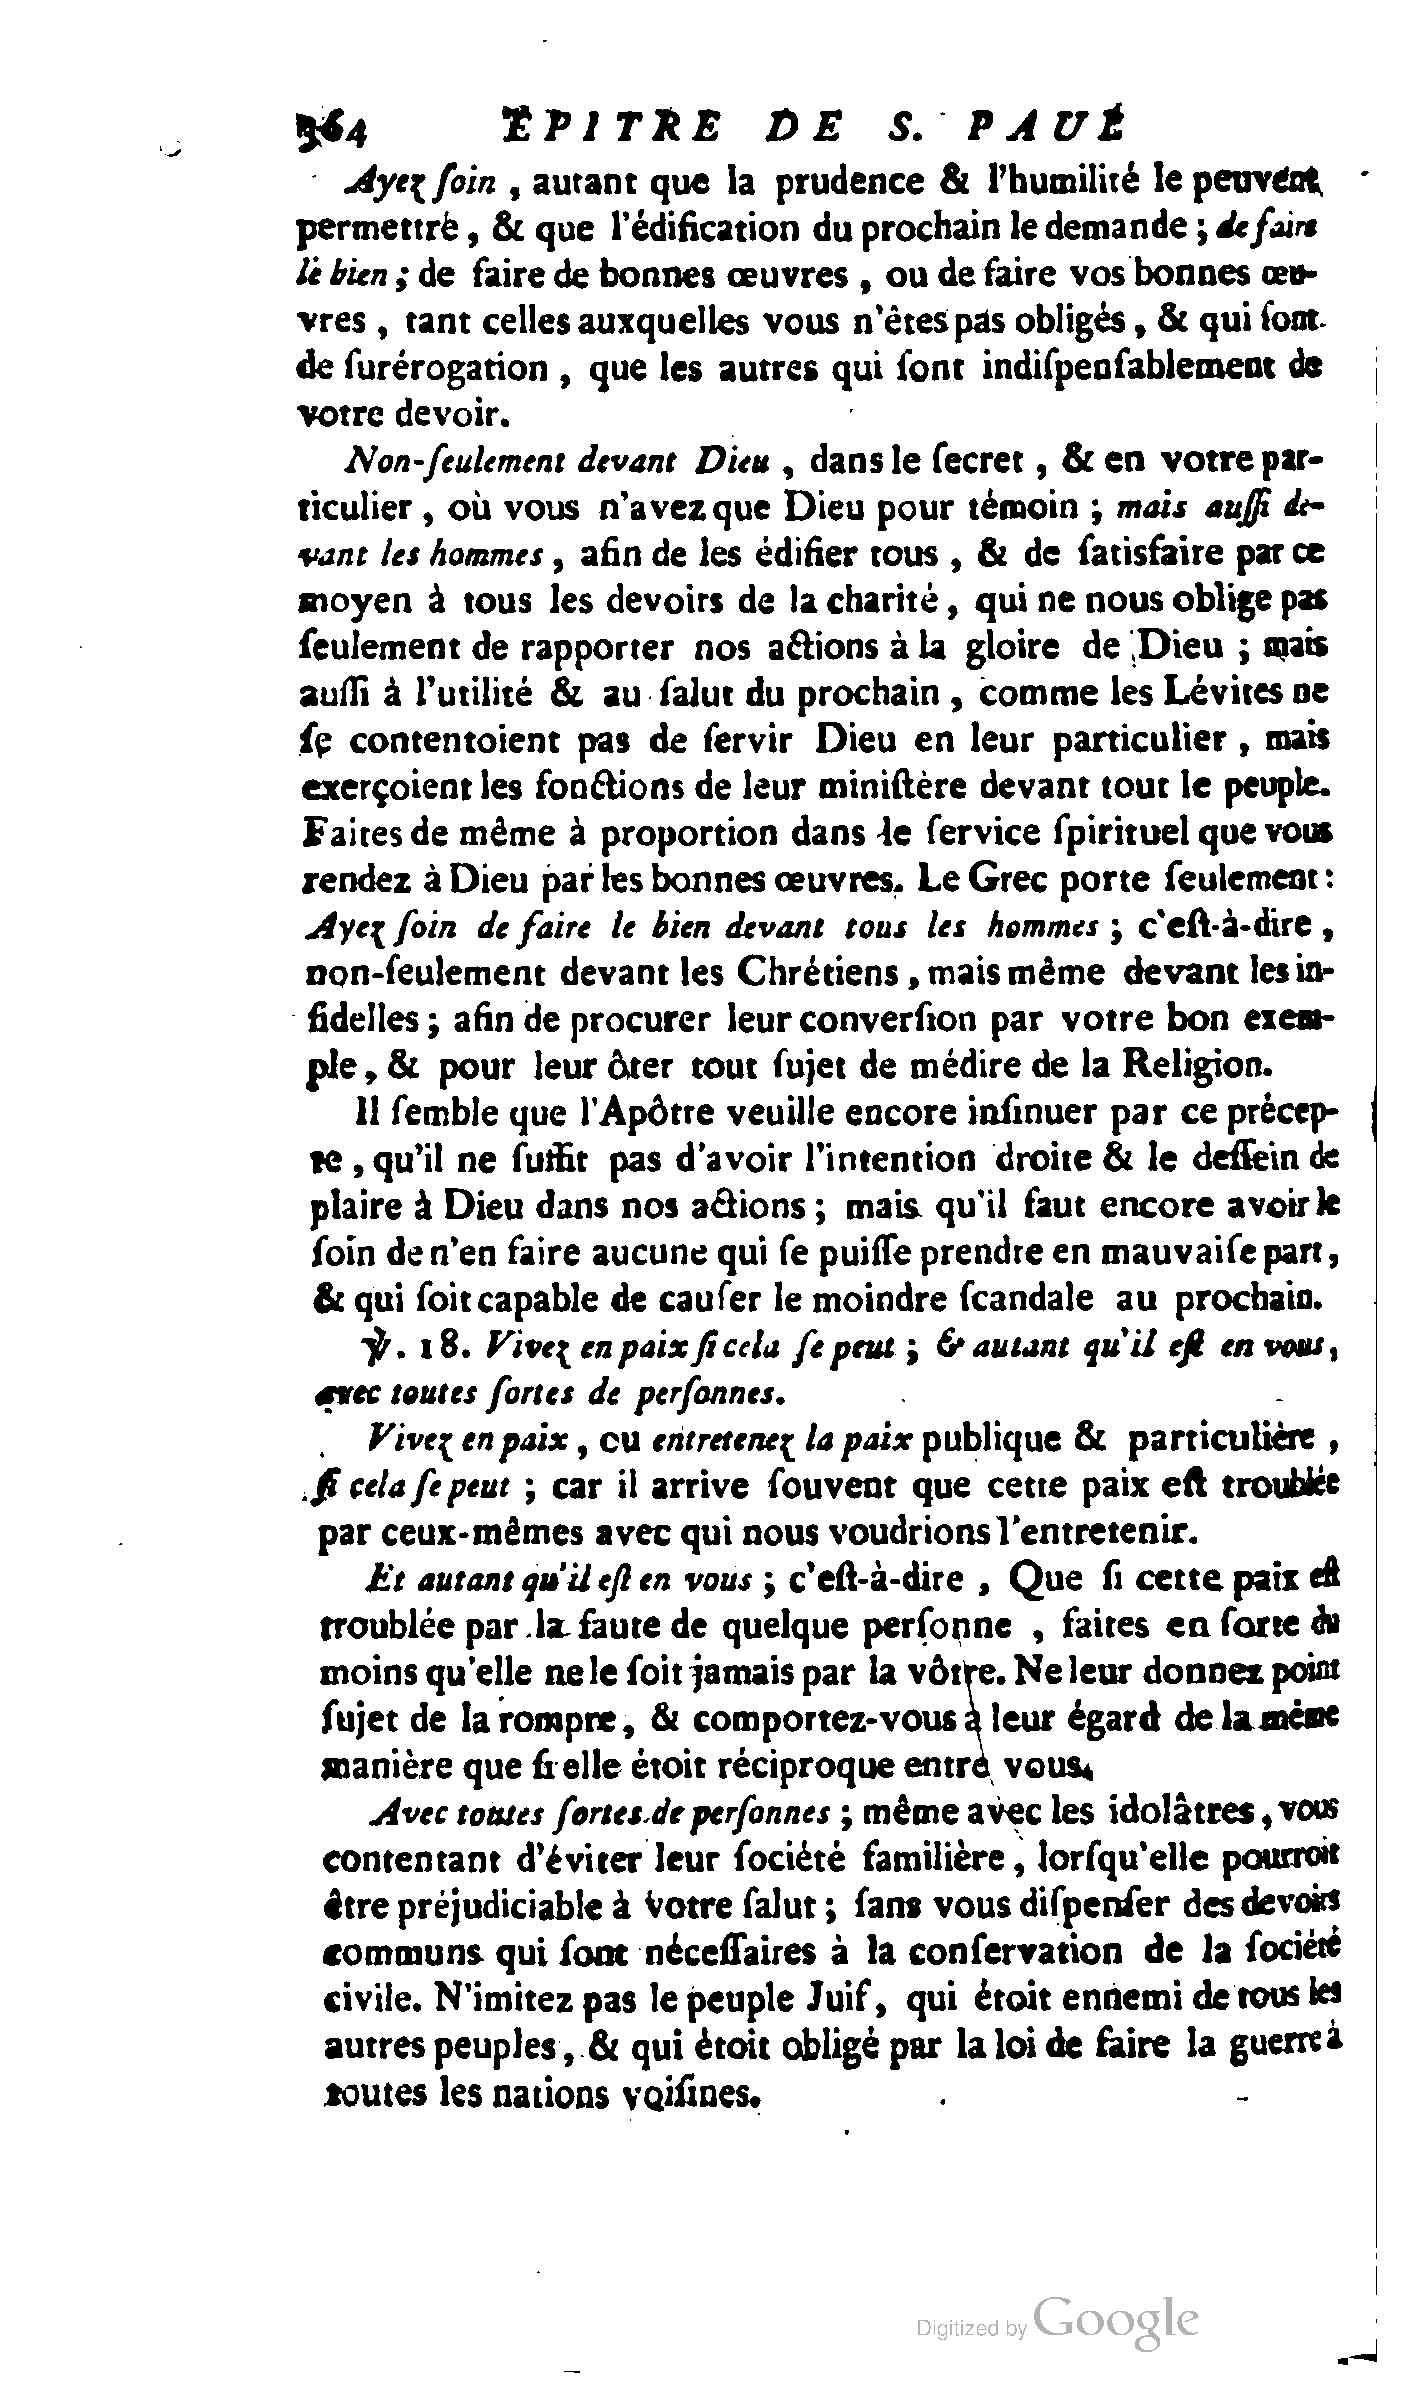 364 EPITRE DE S. PAUL
Ayez ſoin , autant que la prudence & l'humilité le peuvent
permettre , & que l'édification du prochain le demande ; de faire
le bien ; de faire de bonnes œuvres , ou de faire vos bonnes œu-
vres , tant celles auxquelles vous n'êtes pas obligés , & qui ſont
de ſurérogation , que les autres qui ſont indiſpenſablement de
votre devoir.
Non-ſeulement devant Dieu , dans le ſecret , & en votre par-
ticulier , où vous n'avez que Dieu pour témoin ; mais auſſi de-
vant les hommes , afin de les édifier tous , & de ſatisfaire par ce
moyen à tous les devoirs de la charité , qui ne nous oblige pas
ſeulement de rapporter nos actions à la gloire de Dieu ; mais
auſſi à l'utilité & au ſalut du prochain , comme les Lévites ne
ſe contentoient pas de ſervir Dieu en leur particulier , mais
exerçoient les fonctions de leur miniſtère devant tout le peuple.
Faites de même à proportion dans le ſervice ſpirituel que vous
rendez à Dieu par les bonnes œuvres. Le Grec porte ſeulement :
Ayez ſoin de faire le bien devant tous les hommes ; c'eſt-à-dire ,
non-ſeulement devant les Chrétiens , mais même devant les in-
fidelles ; afin de procurer leur converſion par votre bon exem-
ple , & pour leur ôter tout ſujet de médire de la Religion.
Il ſemble que l'Apôtre veuille encore inſinuer par ce précep-
te , qu'il ne ſuffit pas d'avoir l'intention droite & le deſſein de
plaire à Dieu dans nos actions ; mais qu'il faut encore avoir le
ſoin de n'en faire aucune qui ſe puiſſe prendre en mauvaiſe part ,
& qui ſoit capable de cauſer le moindre ſcandale au prochain.
℣. 18. Vivez en paix ſi cela ſe peut ; & autant qu'il eſt en vous ,
avec toutes ſortes de perſonnes.
Vivez en paix , ou entretenez la paix publique & particulière ,
ſi cela ſe peut ; car il arrive ſouvent que cette paix eſt troublée
par ceux-mêmes avec qui nous voudrions l'entretenir.
Et autant qu'il eſt en vous ; c'eſt-à-dire , Que ſi cette paix eſt
troublée par la faute de quelque perſonne , faites en ſorte du
moins qu'elle ne le ſoit jamais par la vôtre. Ne leur donnez point
ſujet de la rompre , & comportez-vous à leur égard de la même
manière que ſi elle étoit réciproque entre vous.
Avec toutes ſortes de perſonnes ; même avec les idolâtres , vous
contentant d'éviter leur ſociété familière , lorſqu'elle pourroit
être préjudiciable à votre ſalut ; ſans vous diſpenſer des devoirs
communs qui ſont néceſſaires à la conſervation de la ſociété
civile. N'imitez pas le peuple Juif , qui étoit ennemi de tous les
autres peuples , & qui étoit obligé par la loi de faire la guerre à
toutes les nations voiſines.
Digitized by Google